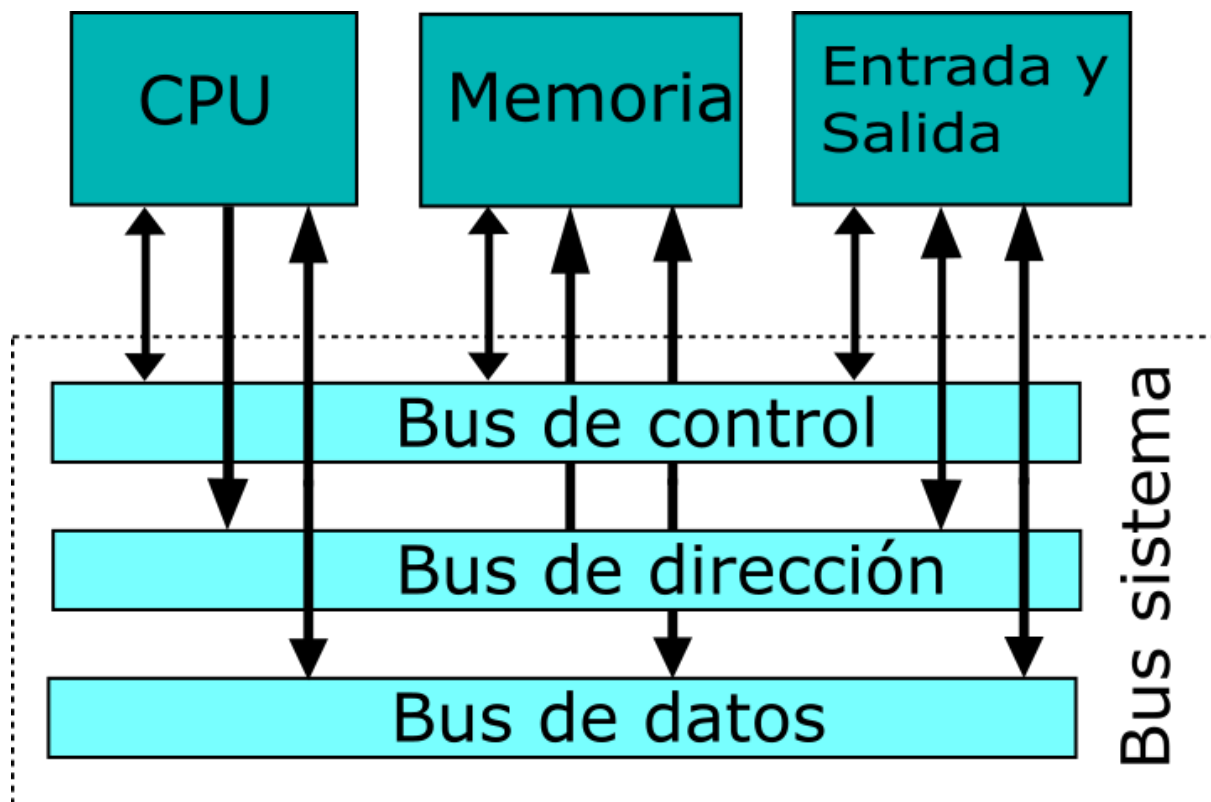 CPU
Memoria
Entrada y
Salida
Bus de control
Bus de dirección
Bus de datos
Bus sistema